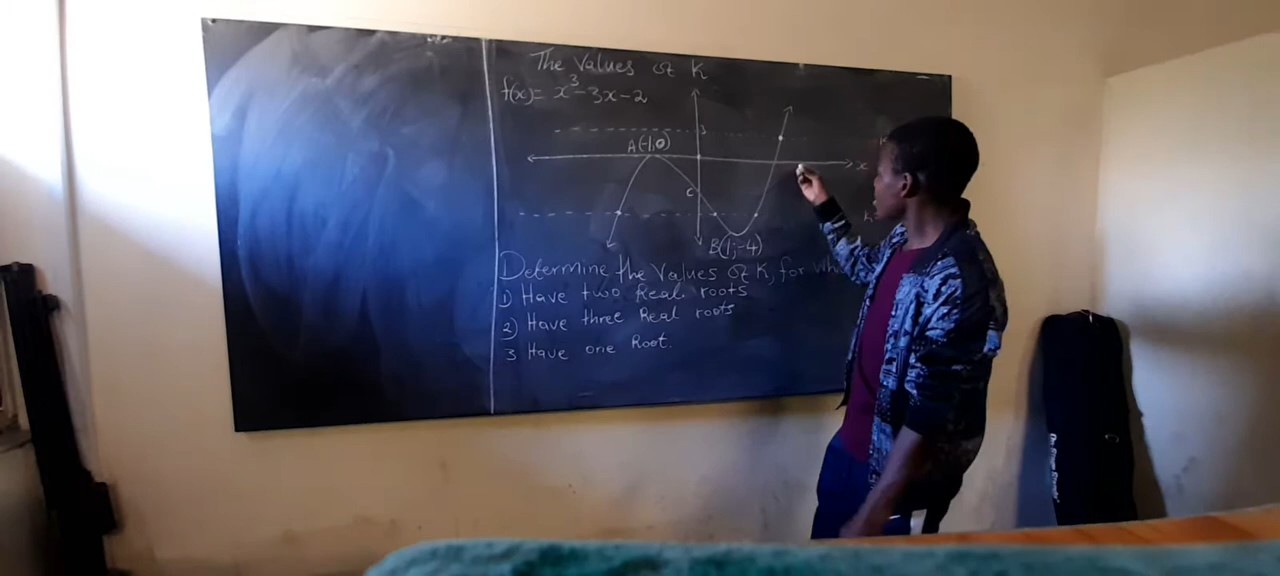 The Values of K
f(x) = x³-3x-2
3
A(-1;0)
x
C
B(1;-4)
Determine the Values of K, for
1) Have two Real roots
2) Have three Real roots
3 Have one Root.